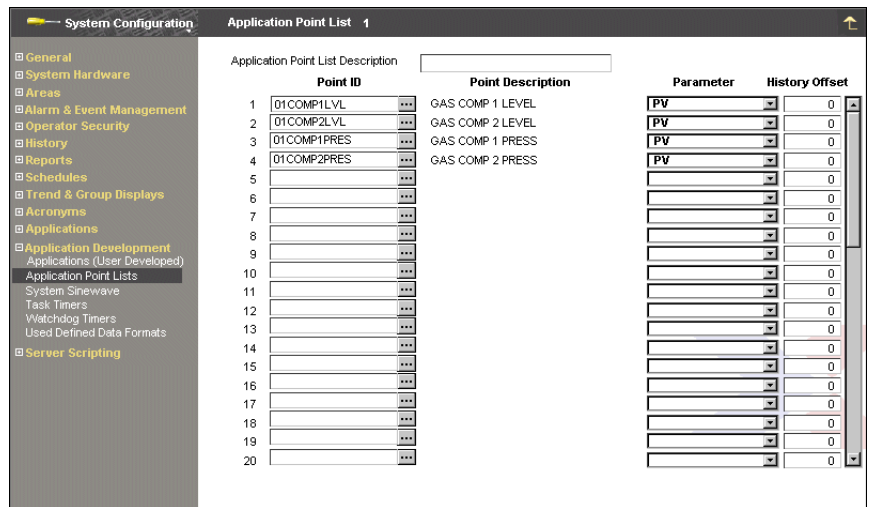 System Configuration
Application Point List 1
General
System Hardware
Areas
Alarm & Event Management
Operator Security
History
Reports
Schedules
Trend & Group Displays
Acronyms
Applications
Application Development
Applications (User Developed)
Application Point Lists
System Sinewave
Task Timers
Watchdog Timers
Used Defined Data Formats
Server Scripting
Application Point List Description
Point ID Point Description Parameter History Offset
1 01COMP1LVL ... GAS COMP 1 LEVEL PV 0
2 01COMP2LVL ... GAS COMP 2 LEVEL PV 0
3 01COMP1PRES ... GAS COMP 1 PRESS PV 0
4 01COMP2PRES ... GAS COMP 2 PRESS PV 0
5 ... 0
6 ... 0
7 ... 0
8 ... 0
9 ... 0
10 ... 0
11 ... 0
12 ... 0
13 ... 0
14 ... 0
15 ... 0
16 ... 0
17 ... 0
18 ... 0
19 ... 0
20 ... 0